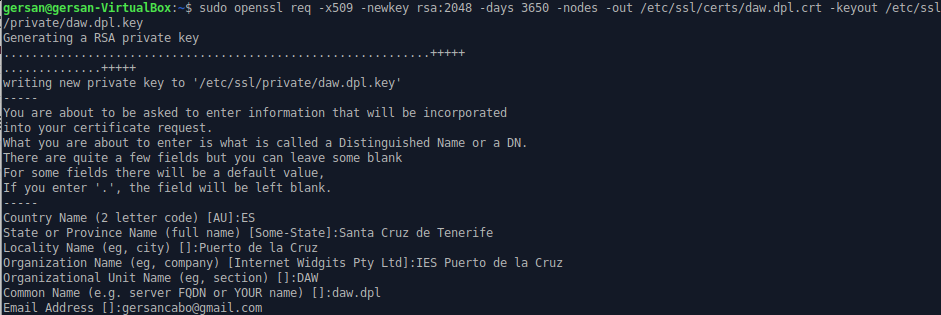 gersan@gersan-VirtualBox:~$ sudo openssl req -x509 -newkey rsa:2048 -days 3650 -nodes -out /etc/ssl/certs/daw.dpl.crt -keyout /etc/ssl
/private/daw.dpl.key
Generating a RSA private key
.............................................................+++++
..............+++++
writing new private key to '/etc/ssl/private/daw.dpl.key'
-----
You are about to be asked to enter information that will be incorporated
into your certificate request.
What you are about to enter is what is called a Distinguished Name or a DN.
There are quite a few fields but you can leave some blank
For some fields there will be a default value,
If you enter '.', the field will be left blank.
-----
Country Name (2 letter code) [AU]:ES
State or Province Name (full name) [Some-State]:Santa Cruz de Tenerife
Locality Name (eg, city) []:Puerto de la Cruz
Organization Name (eg, company) [Internet Widgits Pty Ltd]:IES Puerto de la Cruz
Organizational Unit Name (eg, section) []:DAW
Common Name (e.g. server FQDN or YOUR name) []:daw.dpl
Email Address []:gersancabo@gmail.com